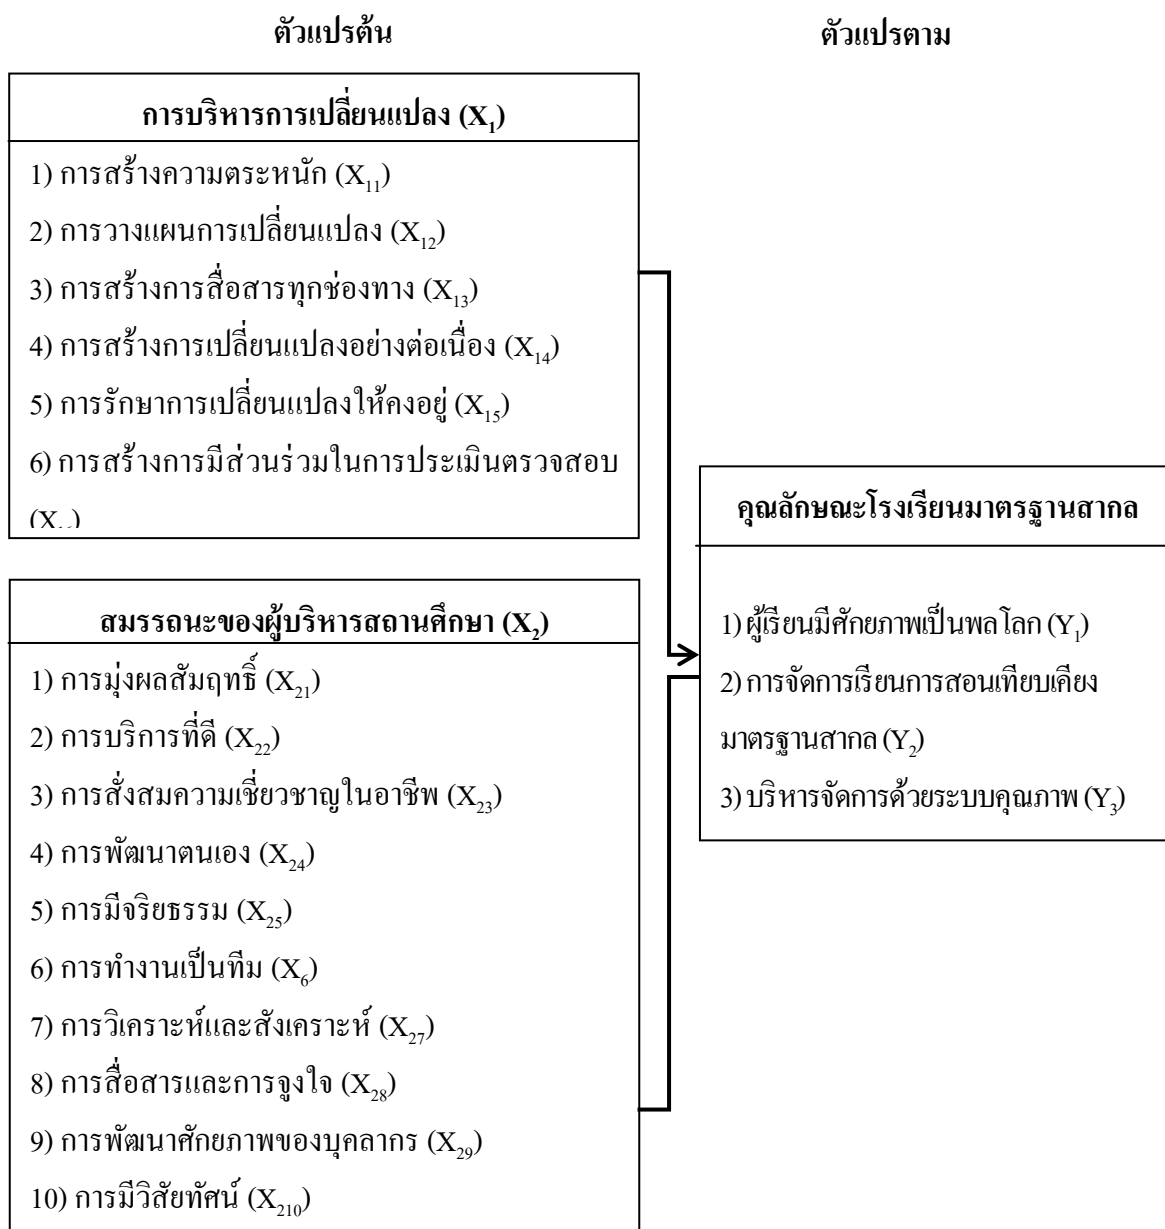 ตัวแปรต้น
ตัวแปรตาม
การบริหารการเปลี่ยนแปลง (X₁)
1) การสร้างความตระหนัก (X₁₁)
2) การวางแผนการเปลี่ยนแปลง (X₁₂)
3) การสร้างการสื่อสารทุกช่องทาง (X₁₃)
4) การสร้างการเปลี่ยนแปลงอย่างต่อเนื่อง (X₁₄)
5) การรักษาการเปลี่ยนแปลงให้คงอยู่ (X₁₅)
6) การสร้างการมีส่วนร่วมในการประเมินตรวจสอบ
สมรรถนะของผู้บริหารสถานศึกษา (X₂)
1) การมุ่งผลสัมฤทธิ์ (X₂₁)
2) การบริการที่ดี (X₂₂)
3) การสั่งสมความเชี่ยวชาญในอาชีพ (X₂₃)
4) การพัฒนาตนเอง (X₂₄)
5) การมีจริยธรรม (X₂₅)
6) การทำงานเป็นทีม (X₆)
7) การวิเคราะห์และสังเคราะห์ (X₂₇)
8) การสื่อสารและการจูงใจ (X₂₈)
9) การพัฒนาศักยภาพของบุคลากร (X₂₉)
10) การมีวิสัยทัศน์ (X₂₁₀)
คุณลักษณะโรงเรียนมาตรฐานสากล
1) ผู้เรียนมีศักยภาพเป็นพลโลก (Y₁)
2) การจัดการเรียนการสอนเทียบเคียง
มาตรฐานสากล (Y₂)
3) บริหารจัดการด้วยระบบคุณภาพ (Y₃)